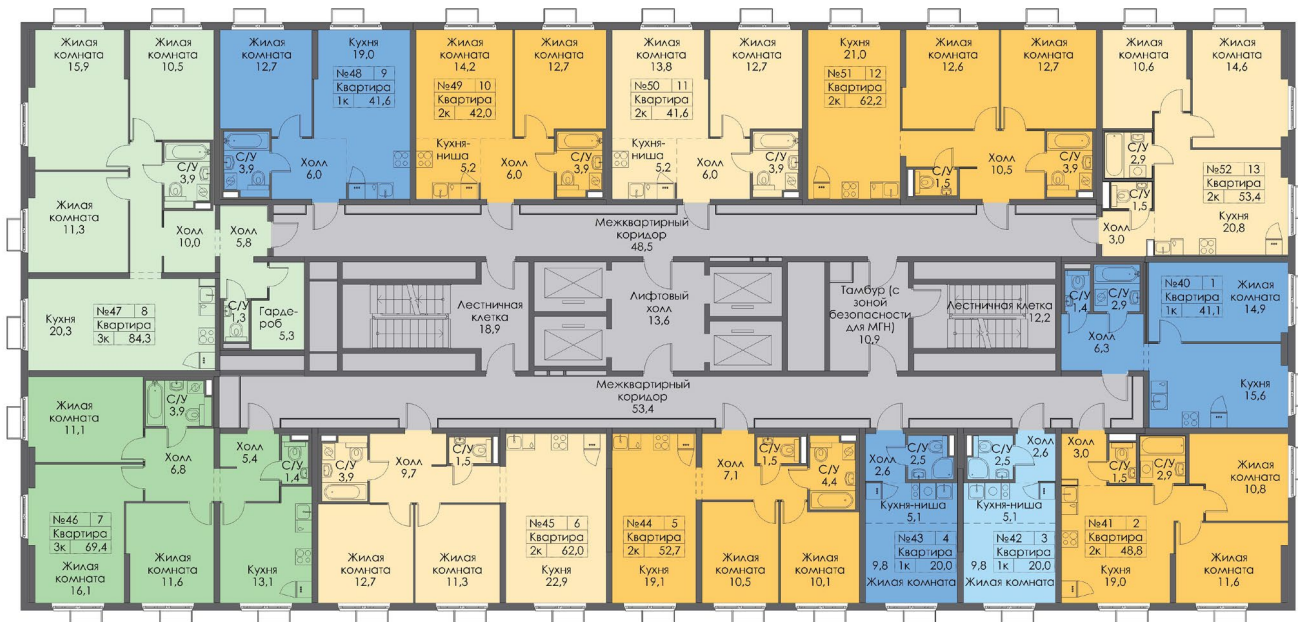 Жилая
комната
15,9
Жилая
комната
10,5
С/У
3,9
Жилая
комната
11,3
Холл
10,0
Холл
5,8
Кухня
20,3
№47 8
Квартира
3к 84,3
С/У
1,3
Гарде-
роб
5,3
Жилая
комната
12,7
Кухня
19,0
№48 9
Квартира
1к 41,6
С/У
3,9
Холл
6,0
Жилая
комната
14,2
Жилая
комната
12,7
№49 10
Квартира
2к 42,0
Кухня-
ниша
5,2
Холл
6,0
С/У
3,9
Жилая
комната
13,8
Жилая
комната
12,7
№50 11
Квартира
2к 41,6
Кухня-
ниша
5,2
Холл
6,0
С/У
3,9
Кухня
21,0
№51 12
Квартира
2к 62,2
Жилая
комната
12,6
Жилая
комната
12,7
С/У
1,5
Холл
10,5
С/У
3,9
Жилая
комната
10,6
Жилая
комната
14,6
С/У
2,9
С/У
1,5
№52 13
Квартира
2к 53,4
Холл
3,0
Кухня
20,8
Межквартирный
коридор
48,5
Лестничная
клетка
18,9
Лифтовый
холл
13,6
Тамбур (с
зоной
безопасности
для МГН)
10,9
Лестничная клетка
12,2
С/У
1,4
С/У
2,9
№40 1
Квартира
1к 41,1
Жилая
комната
14,9
Холл
6,3
Кухня
15,6
Межквартирный
коридор
53,4
Жилая
комната
11,1
С/У
3,9
Холл
6,8
Холл
5,4
С/У
1,4
№46 7
Квартира
3к 69,4
Жилая
комната
16,1
Жилая
комната
11,6
Кухня
13,1
С/У
3,9
Холл
9,7
С/У
1,5
Жилая
комната
12,7
Жилая
комната
11,3
№45 6
Квартира
2к 62,0
Кухня
22,9
№44 5
Квартира
2к 52,7
Кухня
19,1
Холл
7,1
С/У
1,5
С/У
4,4
Жилая
комната
10,5
Жилая
комната
10,1
Холл
2,6
С/У
2,5
Кухня-ниша
5,1
№43 4
Квартира
9,8 1к 20,0
Жилая комната
С/У
2,5
Холл
2,6
Кухня-ниша
5,1
№42 3
Квартира
9,8 1к 20,0
Жилая комната
Холл
3,0
С/У
1,5
С/У
2,9
№41 2
Квартира
2к 48,8
Кухня
19,0
Жилая
комната
10,8
Жилая
комната
11,6